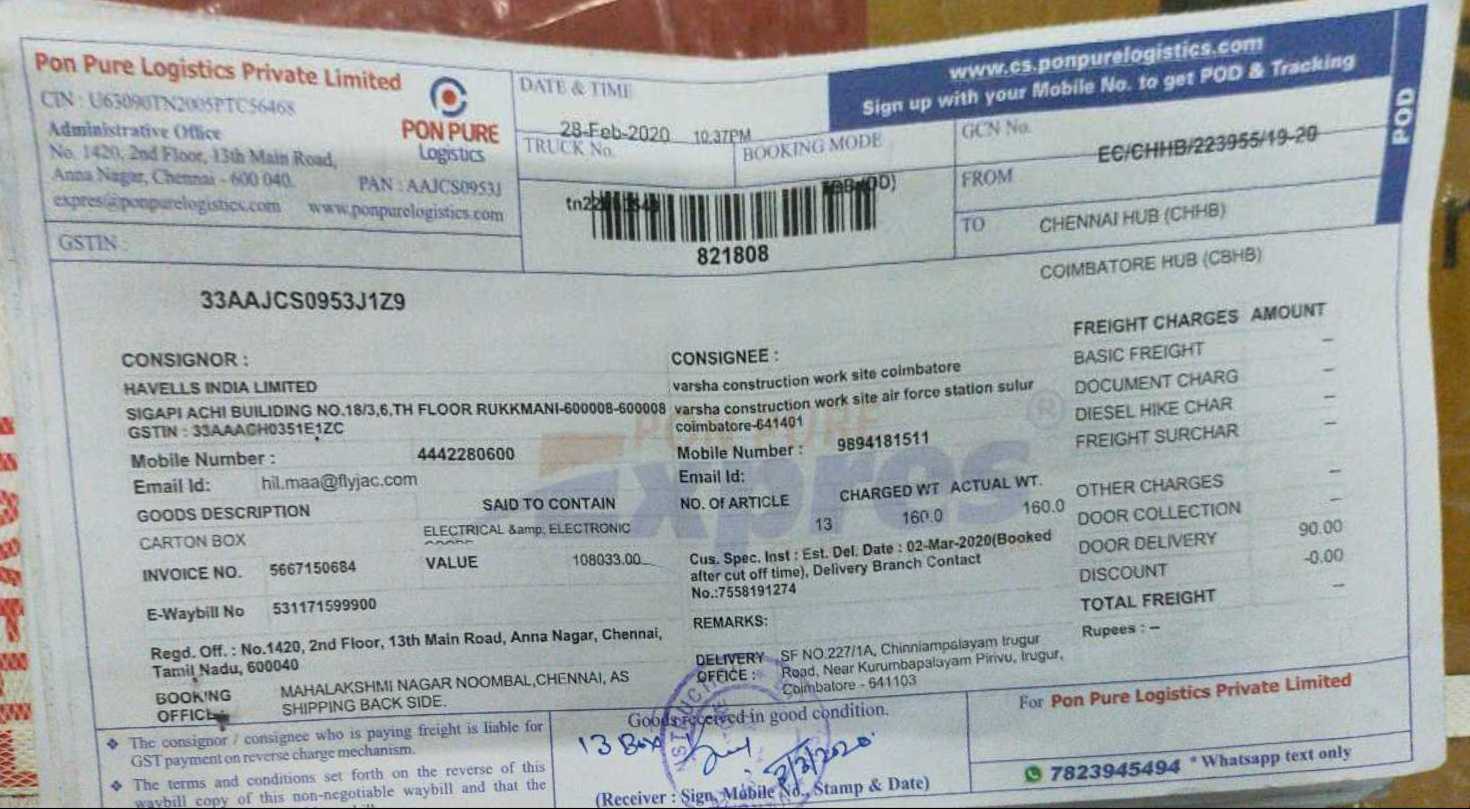 Pon Pure Logistics Private Limited
CIN : U63090TN2005PTC56468
Administrative Office
No. 1420, 2nd Floor, 13th Main Road,
Anna Nagar, Chennai - 600 040.
PAN : AAJCS0953J
expres@ponpurelogistics.com www.ponpurelogistics.com
PON PURE
Logistics
GSTIN :
33AAJCS0953J1Z9
DATE & TIME
28-Feb-2020 10:37PM
TRUCK No.
BOOKING MODE
821808
www.cs.ponpurelogistics.com
Sign up with your Mobile No. to get POD & Tracking
POD
GCN No.
EC/CHHB/223955/19-20
FROM
CHENNAI HUB (CHHB)
TO
COIMBATORE HUB (CBHB)
CONSIGNOR :
HAVELLS INDIA LIMITED
SIGAPI ACHI BUILIDING NO.18/3,6,TH FLOOR RUKKMANI-600008-600008
GSTIN : 33AAACH0351E1ZC
Mobile Number : 4442280600
Email Id: hil.maa@flyjac.com
GOODS DESCRIPTION SAID TO CONTAIN
CARTON BOX ELECTRICAL &amp; ELECTRONIC
INVOICE NO. 5667150684 VALUE 108033.00
E-Waybill No 531171599900
Regd. Off. : No.1420, 2nd Floor, 13th Main Road, Anna Nagar, Chennai,
Tamil Nadu, 600040
BOOKING OFFICE : MAHALAKSHMI NAGAR NOOMBAL,CHENNAI, AS
SHIPPING BACK SIDE.
CONSIGNEE :
varsha construction work site coimbatore
varsha construction work site air force station sulur
coimbatore-641401
Mobile Number : 9894181511
Email Id:
PON PURE
Expres
NO. Of ARTICLE CHARGED WT ACTUAL WT.
13 160.0 160.0
Cus. Spec. Inst : Est. Del. Date : 02-Mar-2020(Booked
after cut off time), Delivery Branch Contact
No.:7558191274
REMARKS:
DELIVERY SF NO.227/1A, Chinniampalayam Irugur
OFFICE : Road, Near Kurumbapalayam Pirivu, Irugur,
Coimbatore - 641103
FREIGHT CHARGES AMOUNT
BASIC FREIGHT –
DOCUMENT CHARG –
DIESEL HIKE CHAR –
FREIGHT SURCHAR –
OTHER CHARGES –
DOOR COLLECTION –
DOOR DELIVERY 90.00
DISCOUNT -0.00
TOTAL FREIGHT –
Rupees : –
❖ The consignor / consignee who is paying freight is liable for
GST payment on reverse charge mechanism.
❖ The terms and conditions set forth on the reverse of this
waybill copy of this non-negotiable waybill and that the
Goods received in good condition.
13 Box
2/3/2020
(Receiver : Sign, Mobile No., Stamp & Date)
For Pon Pure Logistics Private Limited
7823945494 * Whatsapp text only